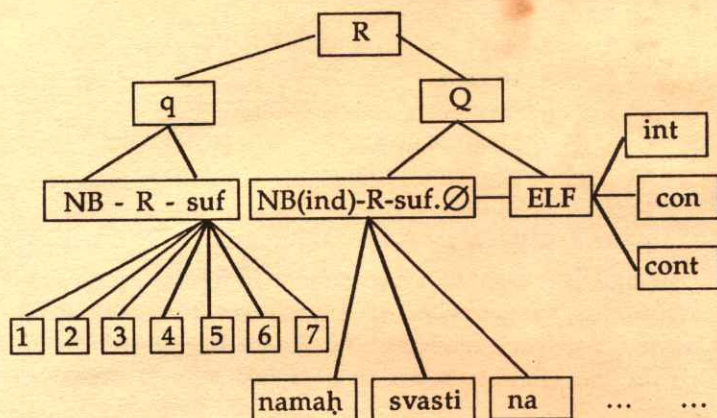 R
q Q
int
NB - R - suf NB(ind)-R-suf.Ø ELF con
cont
1 2 3 4 5 6 7
namaḥ svasti na ... ...